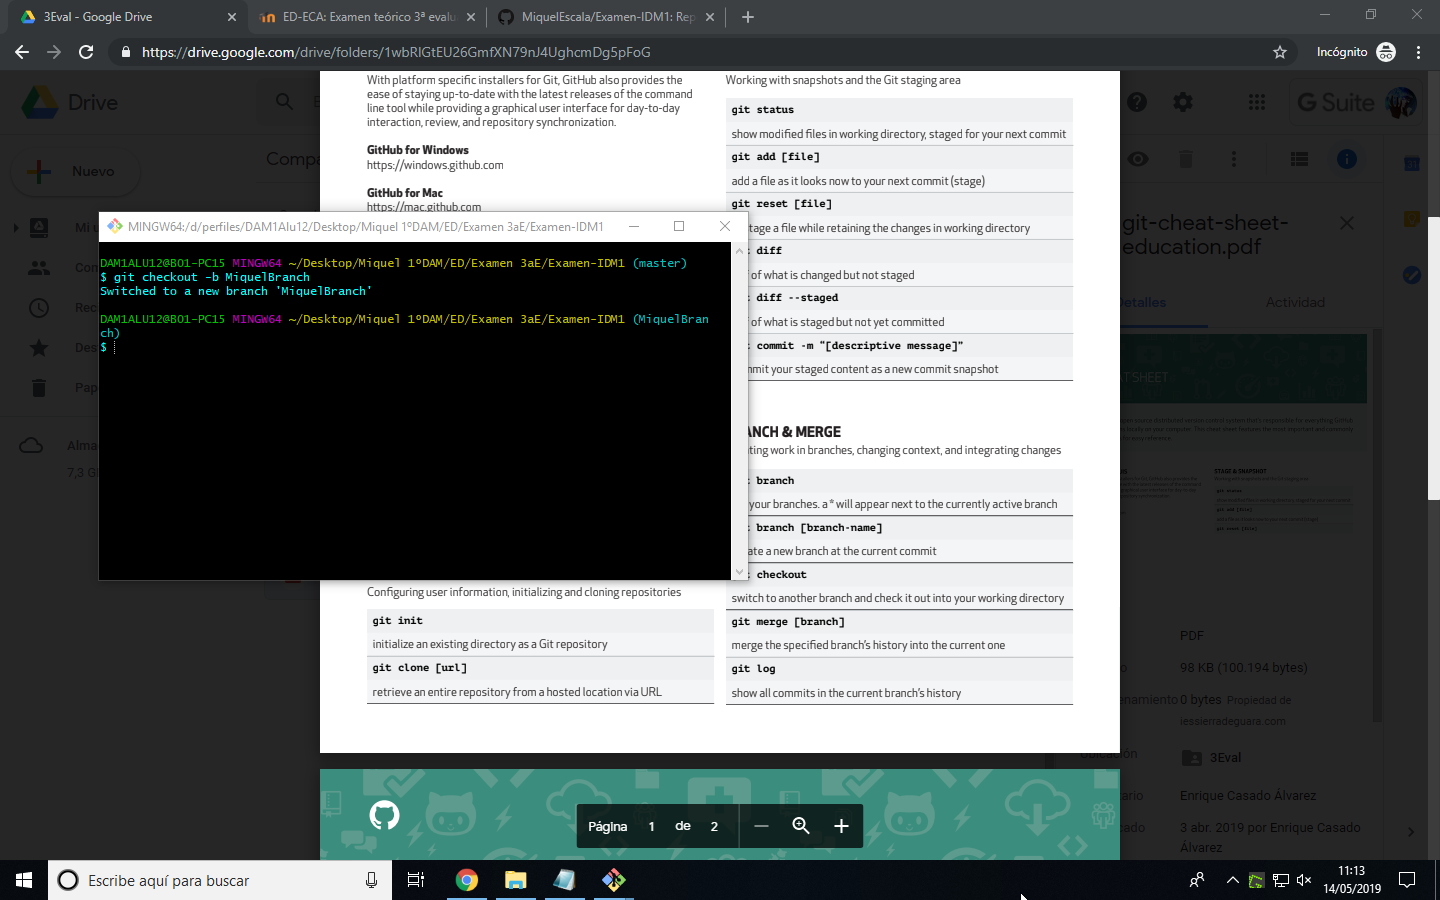 3Eval - Google Drive
ED-ECA: Examen teórico 3ª evalu
MiquelEscala/Examen-IDM1: Rep
https://drive.google.com/drive/folders/1wbRlGtEU26GmfXN79nJ4UghcmDg5pFoG
Incógnito
Drive
G Suite
Nuevo
Compa
Mi u
Com
Rec
Des
Pap
Alma
7,3 G
With platform specific installers for Git, GitHub also provides the
ease of staying up-to-date with the latest releases of the command
line tool while providing a graphical user interface for day-to-day
interaction, review, and repository synchronization.
GitHub for Windows
https://windows.github.com
GitHub for Mac
https://mac.github.com
MINGW64:/d/perfiles/DAM1Alu12/Desktop/Miquel 1ºDAM/ED/Examen 3aE/Examen-IDM1
DAM1ALU12@BO1-PC15 MINGW64 ~/Desktop/Miquel 1ºDAM/ED/Examen 3aE/Examen-IDM1 (master)
$ git checkout -b MiquelBranch
Switched to a new branch 'MiquelBranch'
DAM1ALU12@BO1-PC15 MINGW64 ~/Desktop/Miquel 1ºDAM/ED/Examen 3aE/Examen-IDM1 (MiquelBran
ch)
$
Configuring user information, initializing and cloning repositories
git init
initialize an existing directory as a Git repository
git clone [url]
retrieve an entire repository from a hosted location via URL
Working with snapshots and the Git staging area
git status
show modified files in working directory, staged for your next commit
git add [file]
add a file as it looks now to your next commit (stage)
git reset [file]
tage a file while retaining the changes in working directory
diff
of what is changed but not staged
diff --staged
of what is staged but not yet committed
commit -m "[descriptive message]"
mmit your staged content as a new commit snapshot
ANCH & MERGE
ting work in branches, changing context, and integrating changes
branch
your branches. a * will appear next to the currently active branch
branch [branch-name]
ate a new branch at the current commit
checkout
switch to another branch and check it out into your working directory
git merge [branch]
merge the specified branch's history into the current one
git log
show all commits in the current branch's history
git-cheat-sheet-
education.pdf
Detalles
Actividad
AT SHEET
STAGE & SNAPSHOT
PDF
98 KB (100.194 bytes)
enamiento
0 bytes Propiedad de
iessierradeguara.com
Ubicación
3Eval
tario
Enrique Casado Álvarez
cado
3 abr. 2019 por Enrique Casado
Álvarez
Página 1 de 2
Escribe aquí para buscar
11:13
14/05/2019